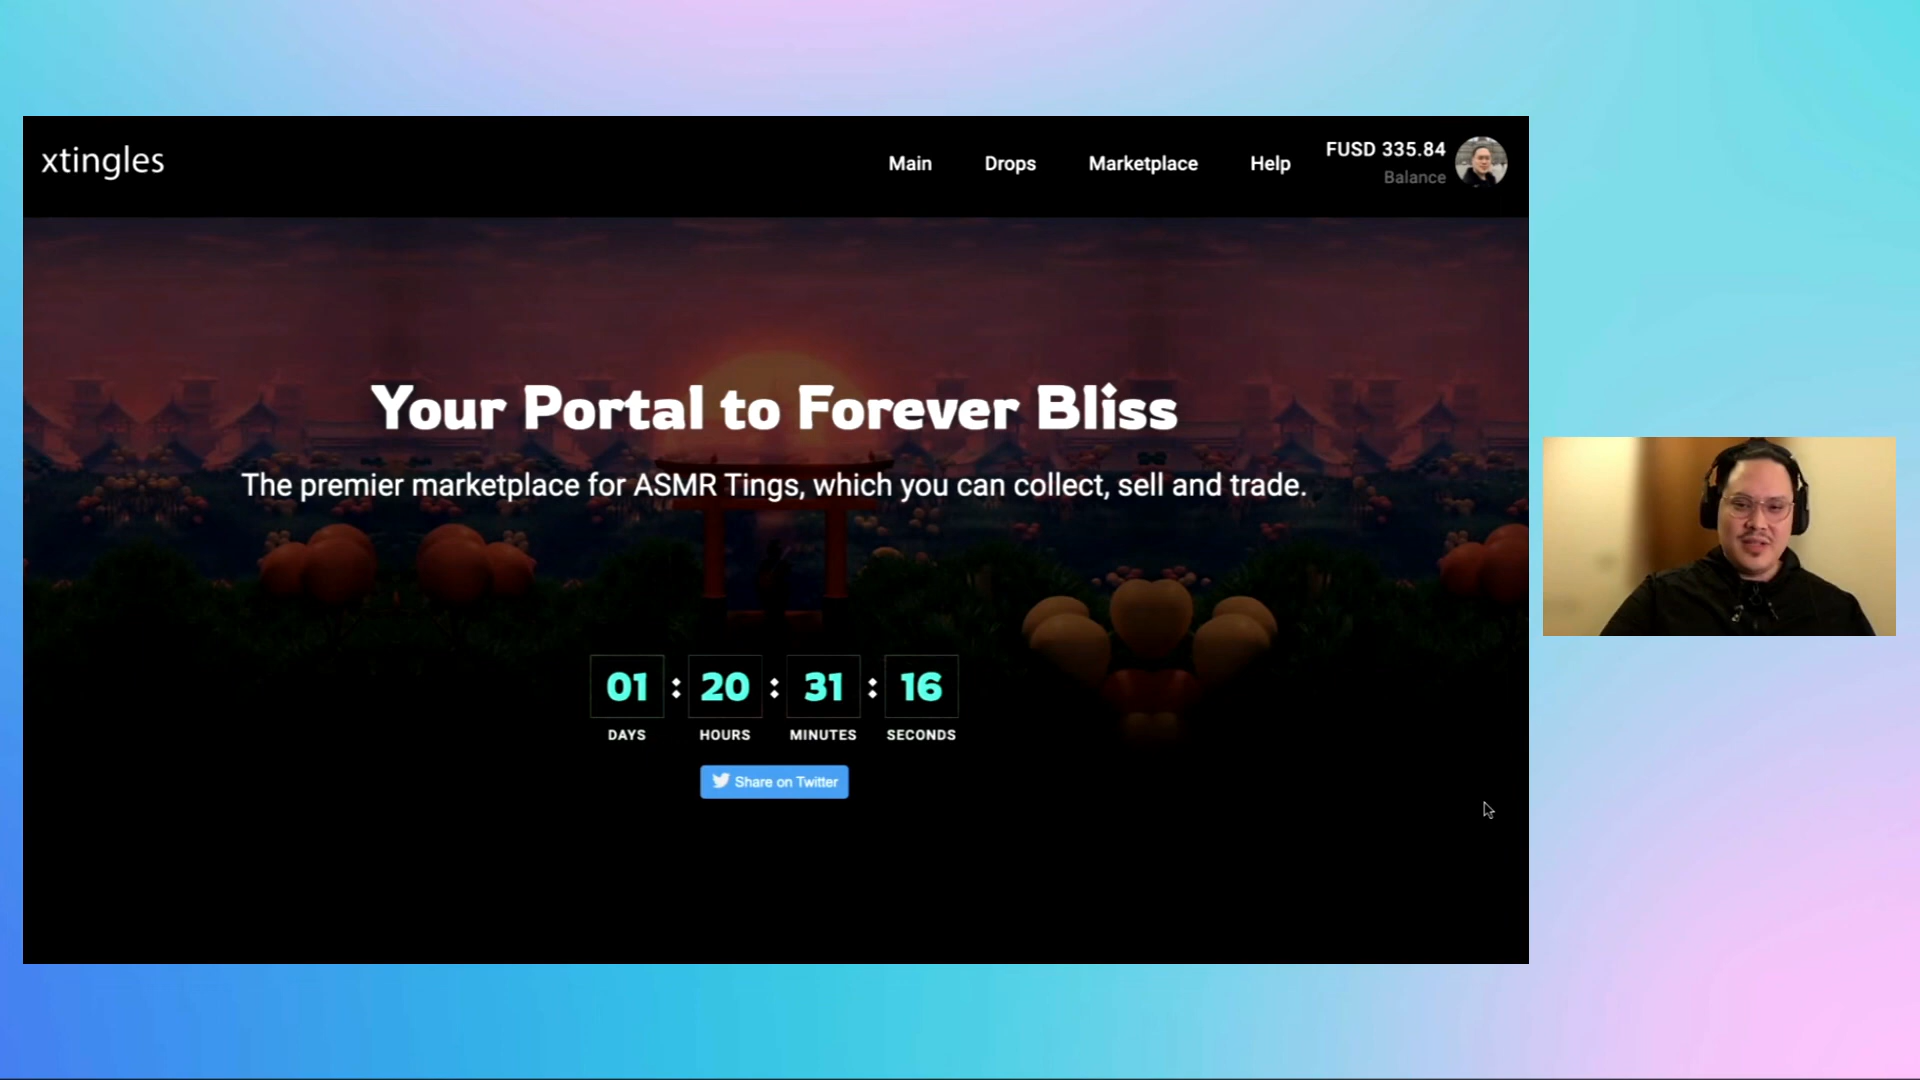 xtingles
Main
Drops
Marketplace
Help
FUSD 335.84
Balance
Your Portal to Forever Bliss
The premier marketplace for ASMR Tings, which you can collect, sell and trade.
01 : 20 : 31 : 16
DAYS HOURS MINUTES SECONDS
Share on Twitter